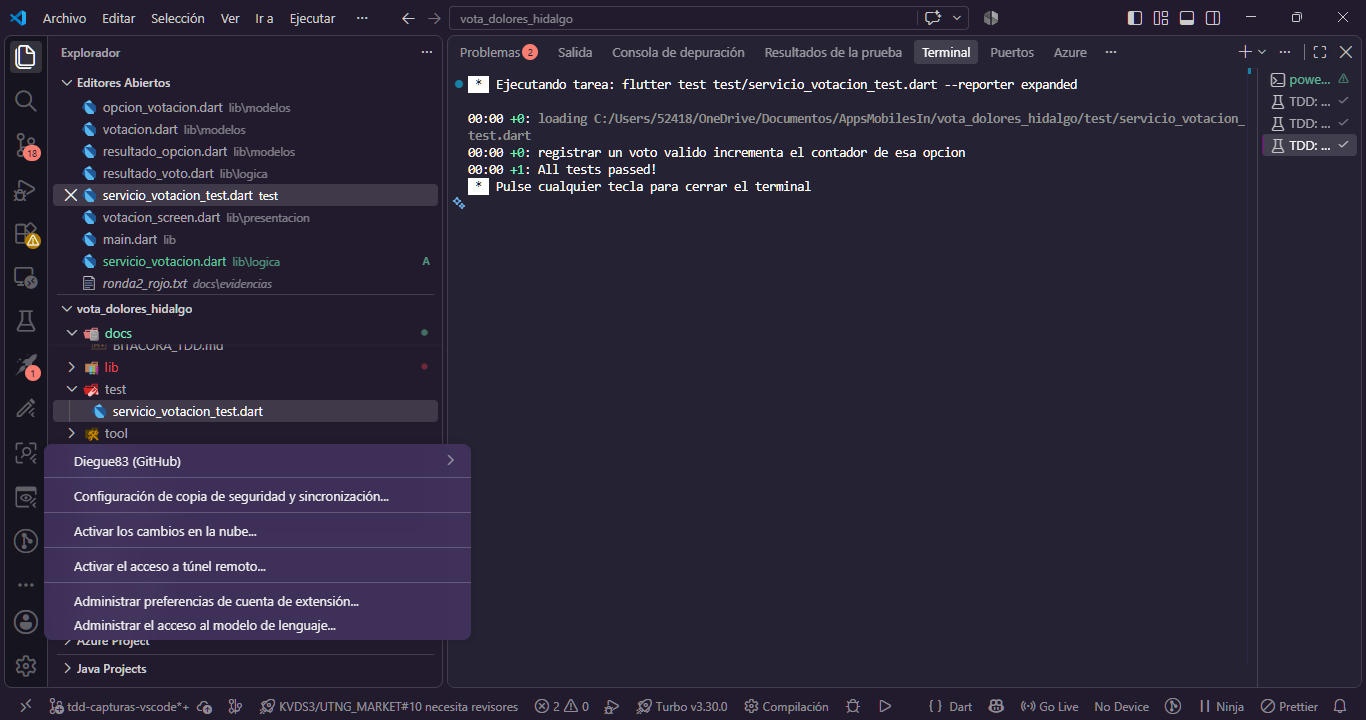 Archivo Editar Selección Ver Ir a Ejecutar ··· vota_dolores_hidalgo
Explorador ···
Problemas 2 Salida Consola de depuración Resultados de la prueba Terminal Puertos Azure ···
Editores Abiertos
opcion_votacion.dart lib\modelos
votacion.dart lib\modelos
resultado_opcion.dart lib\modelos
resultado_voto.dart lib\logica
servicio_votacion_test.dart test
votacion_screen.dart lib\presentacion
main.dart lib
servicio_votacion.dart lib\logica A
ronda2_rojo.txt docs\evidencias
vota_dolores_hidalgo
docs
BITACORA_TDD.md
lib
test
servicio_votacion_test.dart
tool
18
1
Diegue83 (GitHub)
Configuración de copia de seguridad y sincronización...
Activar los cambios en la nube...
Activar el acceso a túnel remoto...
Administrar preferencias de cuenta de extensión...
Administrar el acceso al modelo de lenguaje...
Azure Project
Java Projects
* Ejecutando tarea: flutter test test/servicio_votacion_test.dart --reporter expanded
00:00 +0: loading C:/Users/52418/OneDrive/Documentos/AppsMobilesIn/vota_dolores_hidalgo/test/servicio_votacion_
test.dart
00:00 +0: registrar un voto valido incrementa el contador de esa opcion
00:00 +1: All tests passed!
* Pulse cualquier tecla para cerrar el terminal
powe...
TDD: ...
TDD: ...
TDD: ...
tdd-capturas-vscode*+ KVDS3/UTNG_MARKET#10 necesita revisores 2 0 Turbo v3.30.0 Compilación {} Dart Go Live No Device Ninja Prettier